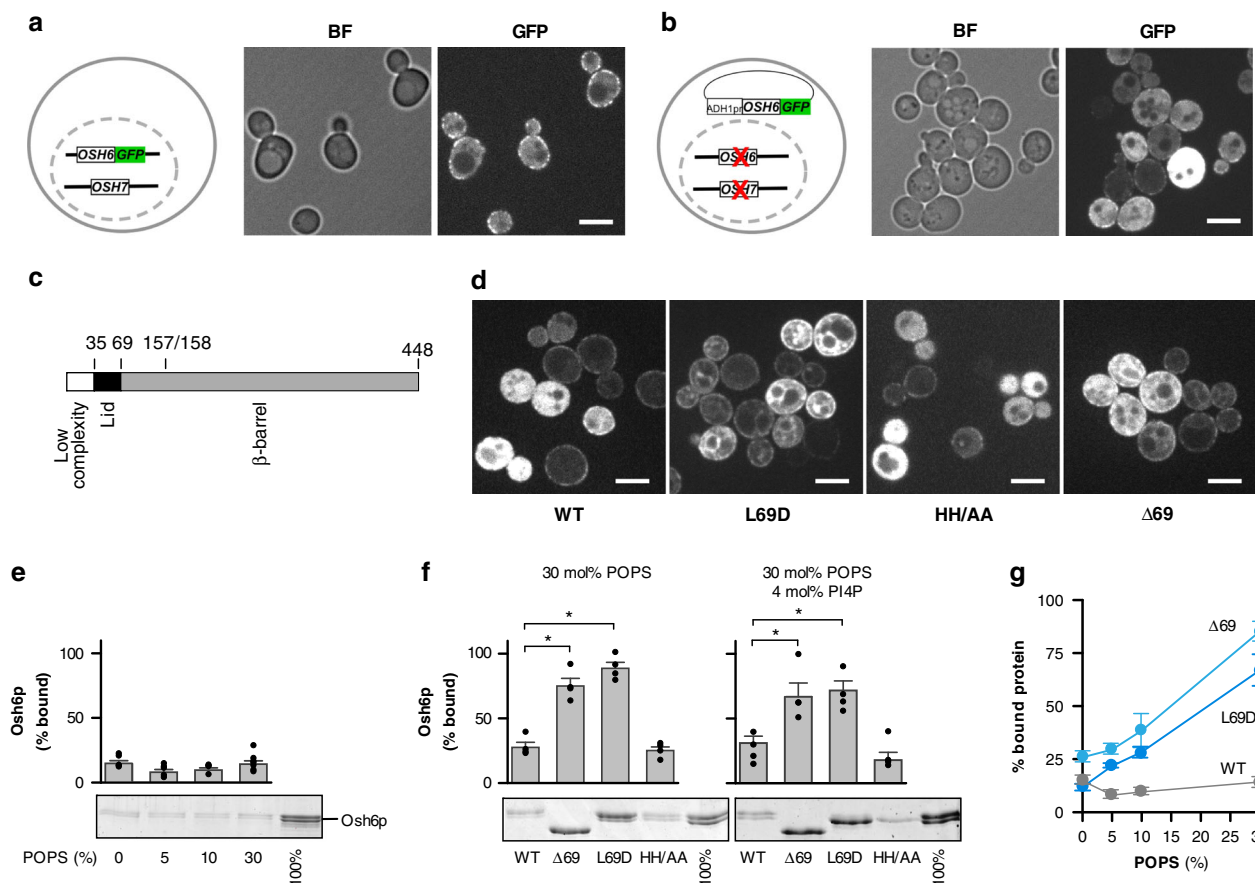 a
BF
GFP
OSH6 GFP
OSH7
b
BF
GFP
ADH1pr OSH6 GFP
OSH6
OSH7
c
35 69 157/158 448
Low complexity
Lid
β-barrel
d
WT L69D HH/AA Δ69
e
Osh6p (% bound)
100
50
0
Osh6p
POPS (%) 0 5 10 30 100%
f
30 mol% POPS
30 mol% POPS
4 mol% PI4P
* *
* *
Osh6p (% bound)
100
50
0
WT Δ69 L69D HH/AA 100%
WT Δ69 L69D HH/AA 100%
g
% bound protein
100
75
50
25
0
Δ69
L69D
WT
0 5 10 15 20 25 3
POPS (%)